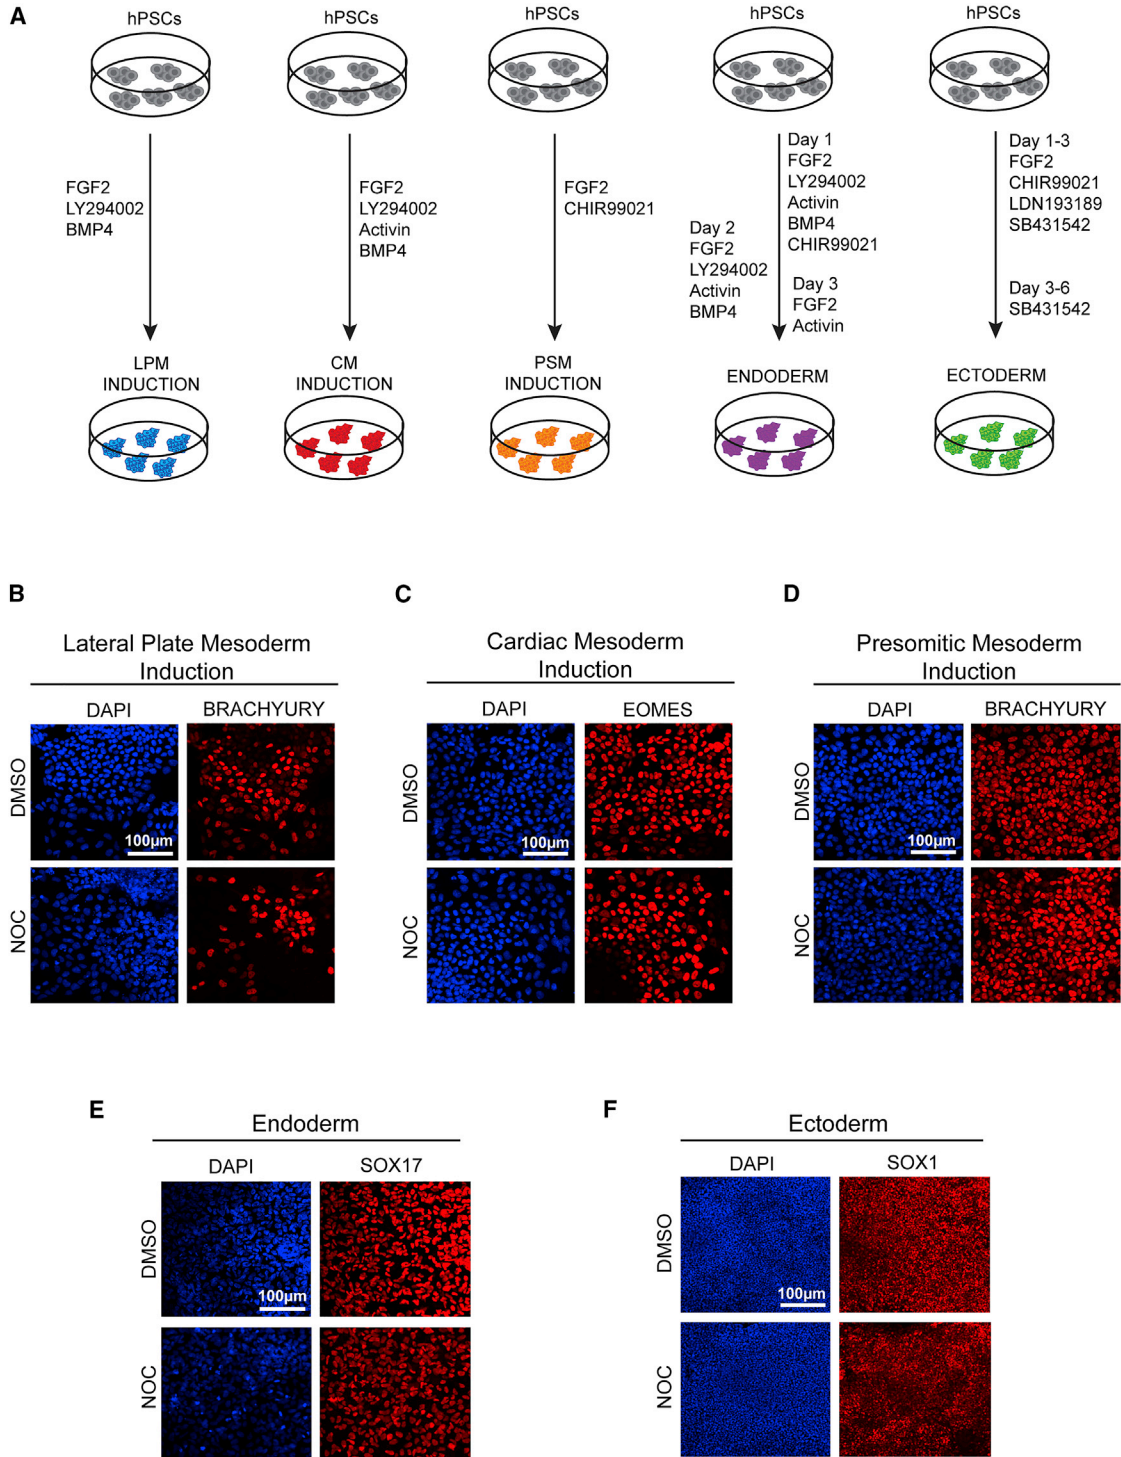 A
hPSCs
hPSCs
hPSCs
hPSCs
hPSCs
FGF2
LY294002
BMP4
FGF2
LY294002
Activin
BMP4
FGF2
CHIR99021
Day 1
FGF2
LY294002
Activin
BMP4
CHIR99021
Day 2
FGF2
LY294002
Activin
BMP4
Day 3
FGF2
Activin
Day 1-3
FGF2
CHIR99021
LDN193189
SB431542
Day 3-6
SB431542
LPM
INDUCTION
CM
INDUCTION
PSM
INDUCTION
ENDODERM
ECTODERM
B
Lateral Plate Mesoderm
Induction
DAPI
BRACHYURY
DMSO
100µm
NOC
C
Cardiac Mesoderm
Induction
DAPI
EOMES
DMSO
100µm
NOC
D
Presomitic Mesoderm
Induction
DAPI
BRACHYURY
DMSO
100µm
NOC
E
Endoderm
DAPI
SOX17
DMSO
100µm
NOC
F
Ectoderm
DAPI
SOX1
DMSO
100µm
NOC